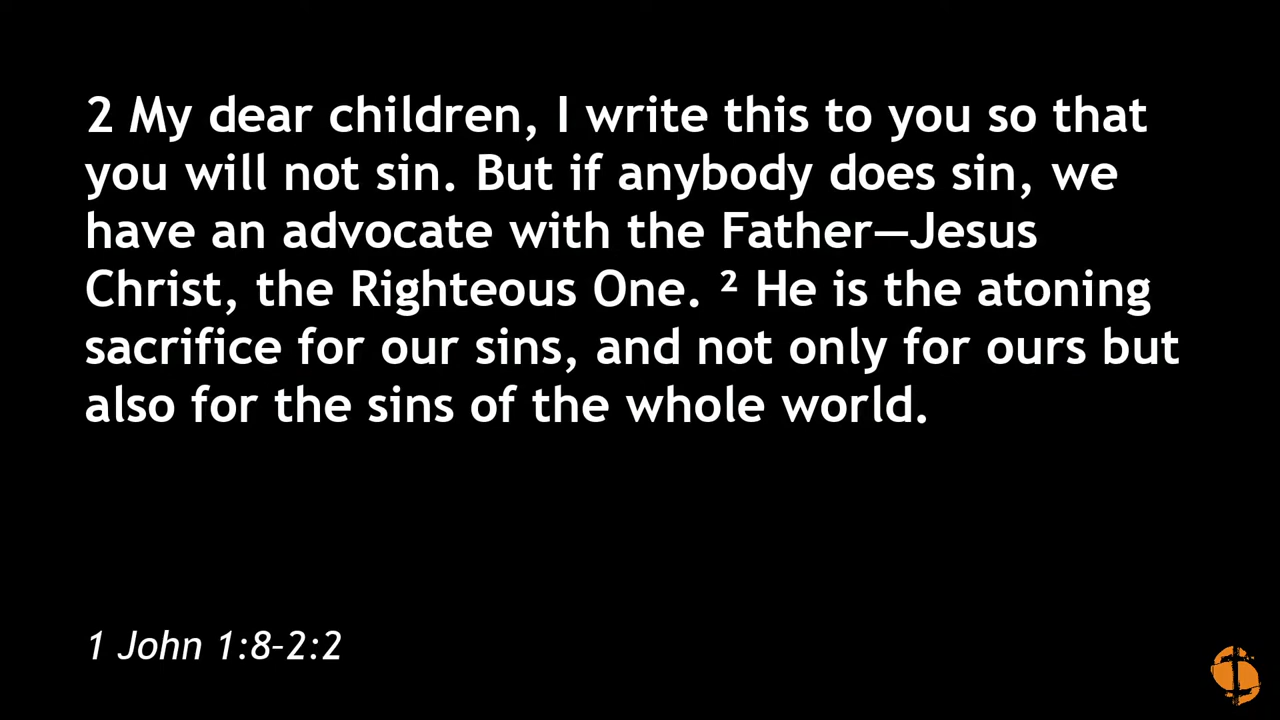 2 My dear children, I write this to you so that
you will not sin. But if anybody does sin, we
have an advocate with the Father—Jesus
Christ, the Righteous One. ² He is the atoning
sacrifice for our sins, and not only for ours but
also for the sins of the whole world.
1 John 1:8-2:2